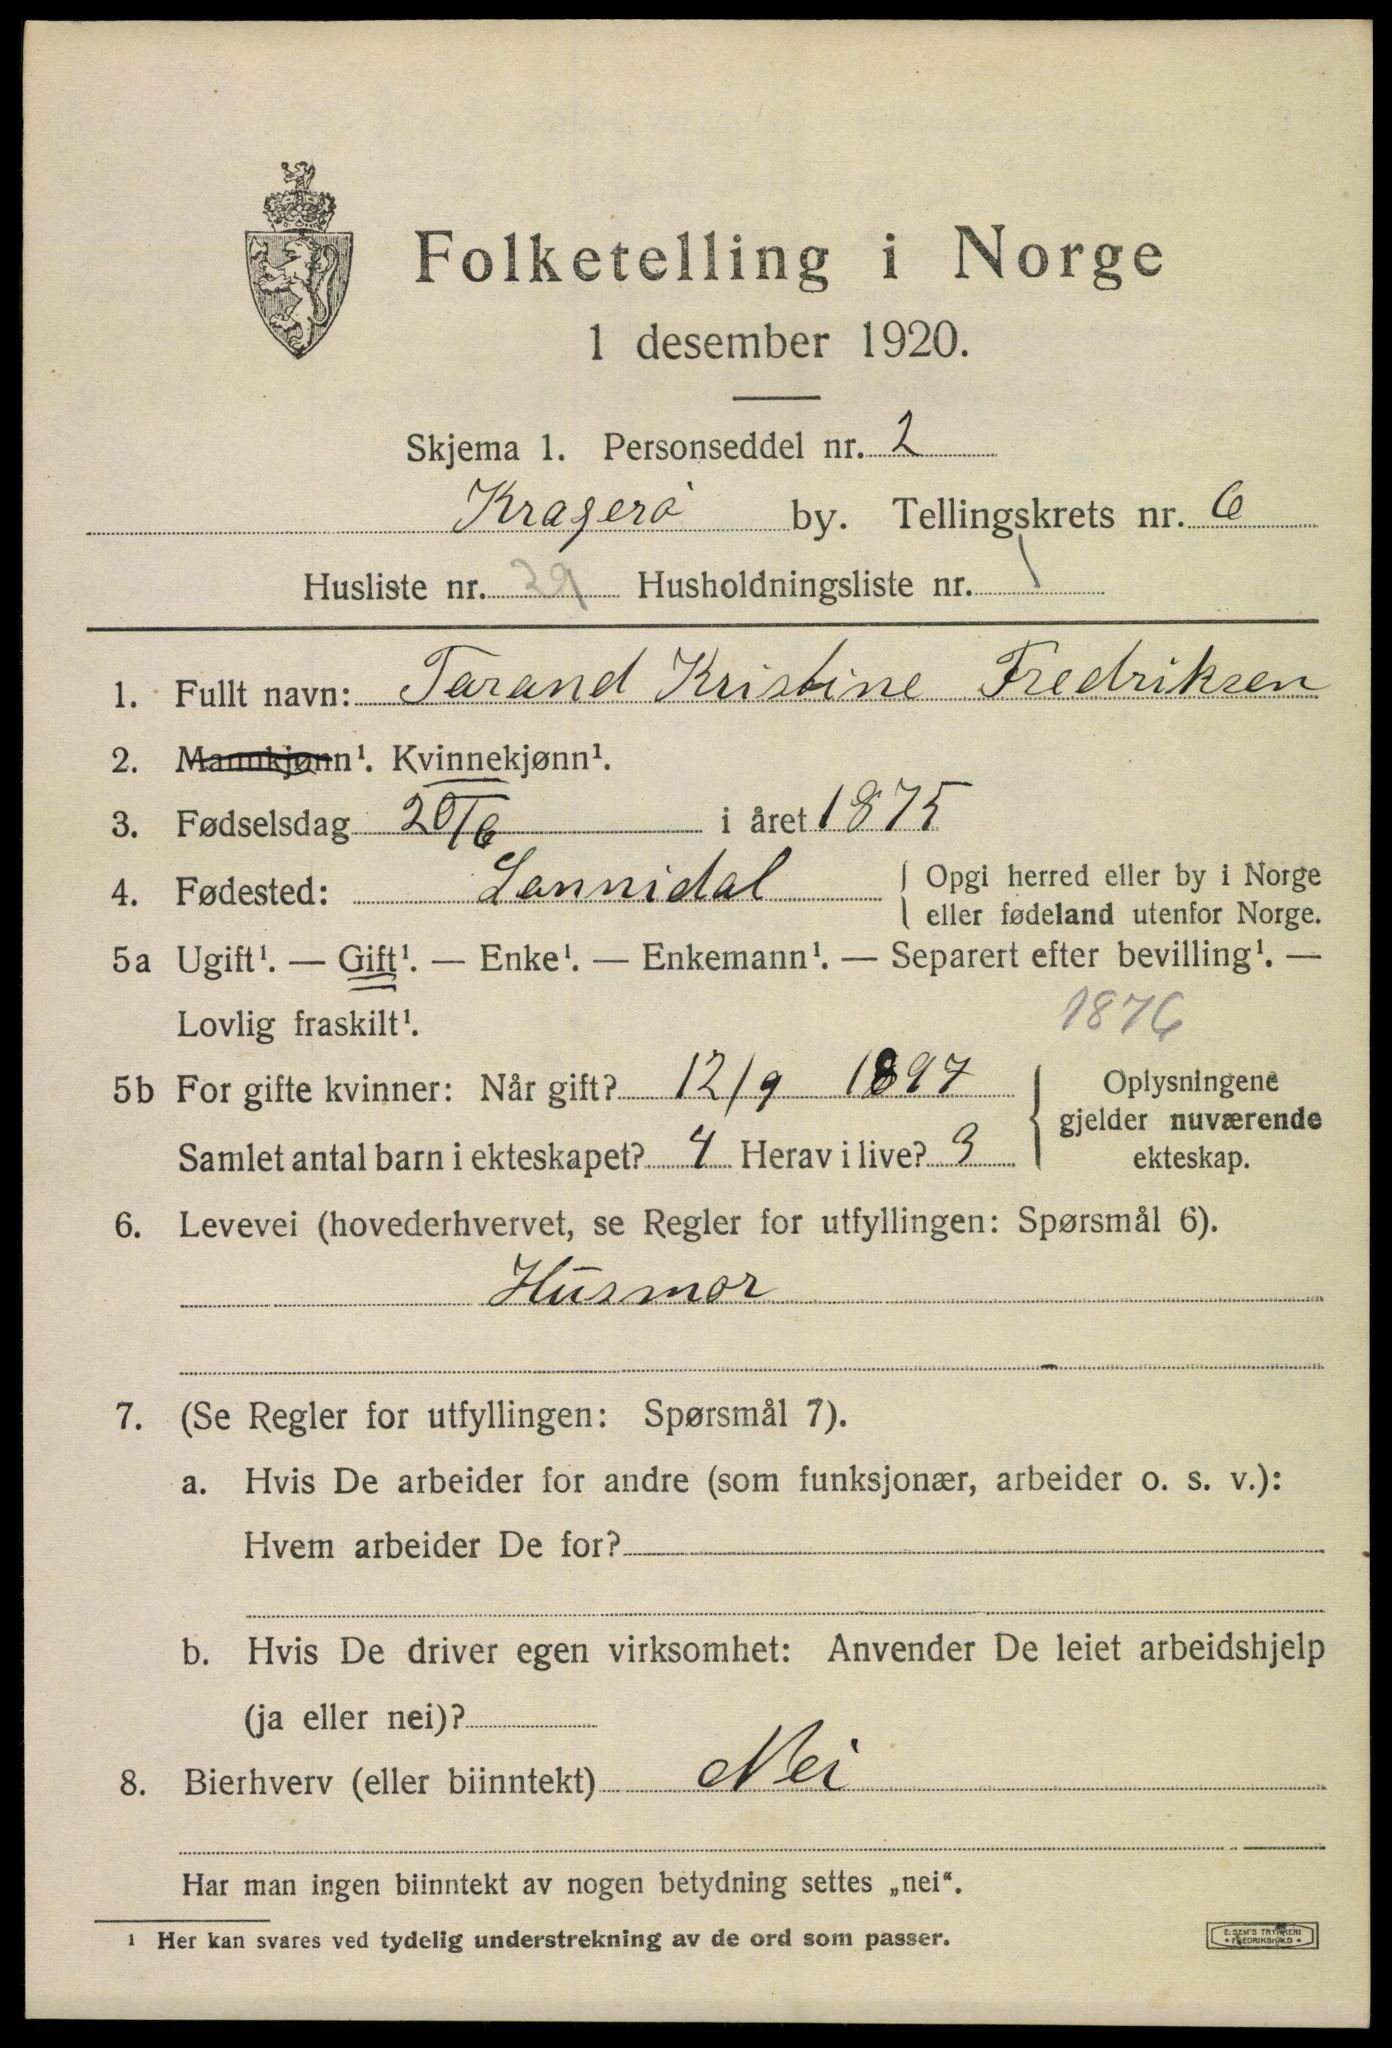 Folketelling i Norge
1 desember 1920.
Skjema 1. Personseddel nr. 2
Kragerø by. Tellingskrets nr. 6
Husliste nr. 29 Husholdningsliste nr. 1
1. Fullt navn: Tarand Kristine Fredriksen
2. Mannkjønn¹. Kvinnekjønn¹.
3. Fødselsdag 20/6 i året 1875
4. Fødested: Sannidal { Opgi herred eller by i Norge
eller fødeland utenfor Norge.
5a Ugift¹. — Gift¹. — Enke¹. — Enkemann¹. — Separert efter bevilling¹. —
Lovlig fraskilt¹. 1876
5b For gifte kvinner: Når gift? 12/9 1897 { Oplysningene
gjelder nuværende
Samlet antal barn i ekteskapet? 4 Herav i live? 3 ekteskap.
6. Levevei (hovederhvervet, se Regler for utfyllingen: Spørsmål 6).
Husmor
7. (Se Regler for utfyllingen: Spørsmål 7).
a. Hvis De arbeider for andre (som funksjonær, arbeider o. s. v.):
Hvem arbeider De for?
b. Hvis De driver egen virksomhet: Anvender De leiet arbeidshjelp
(ja eller nei)?
8. Bierhverv (eller biinntekt) Nei
Har man ingen biinntekt av nogen betydning settes „nei“.
¹ Her kan svares ved tydelig understrekning av de ord som passer.
E. SEM'S TRYKKERI
• FREDRIKSHALD •